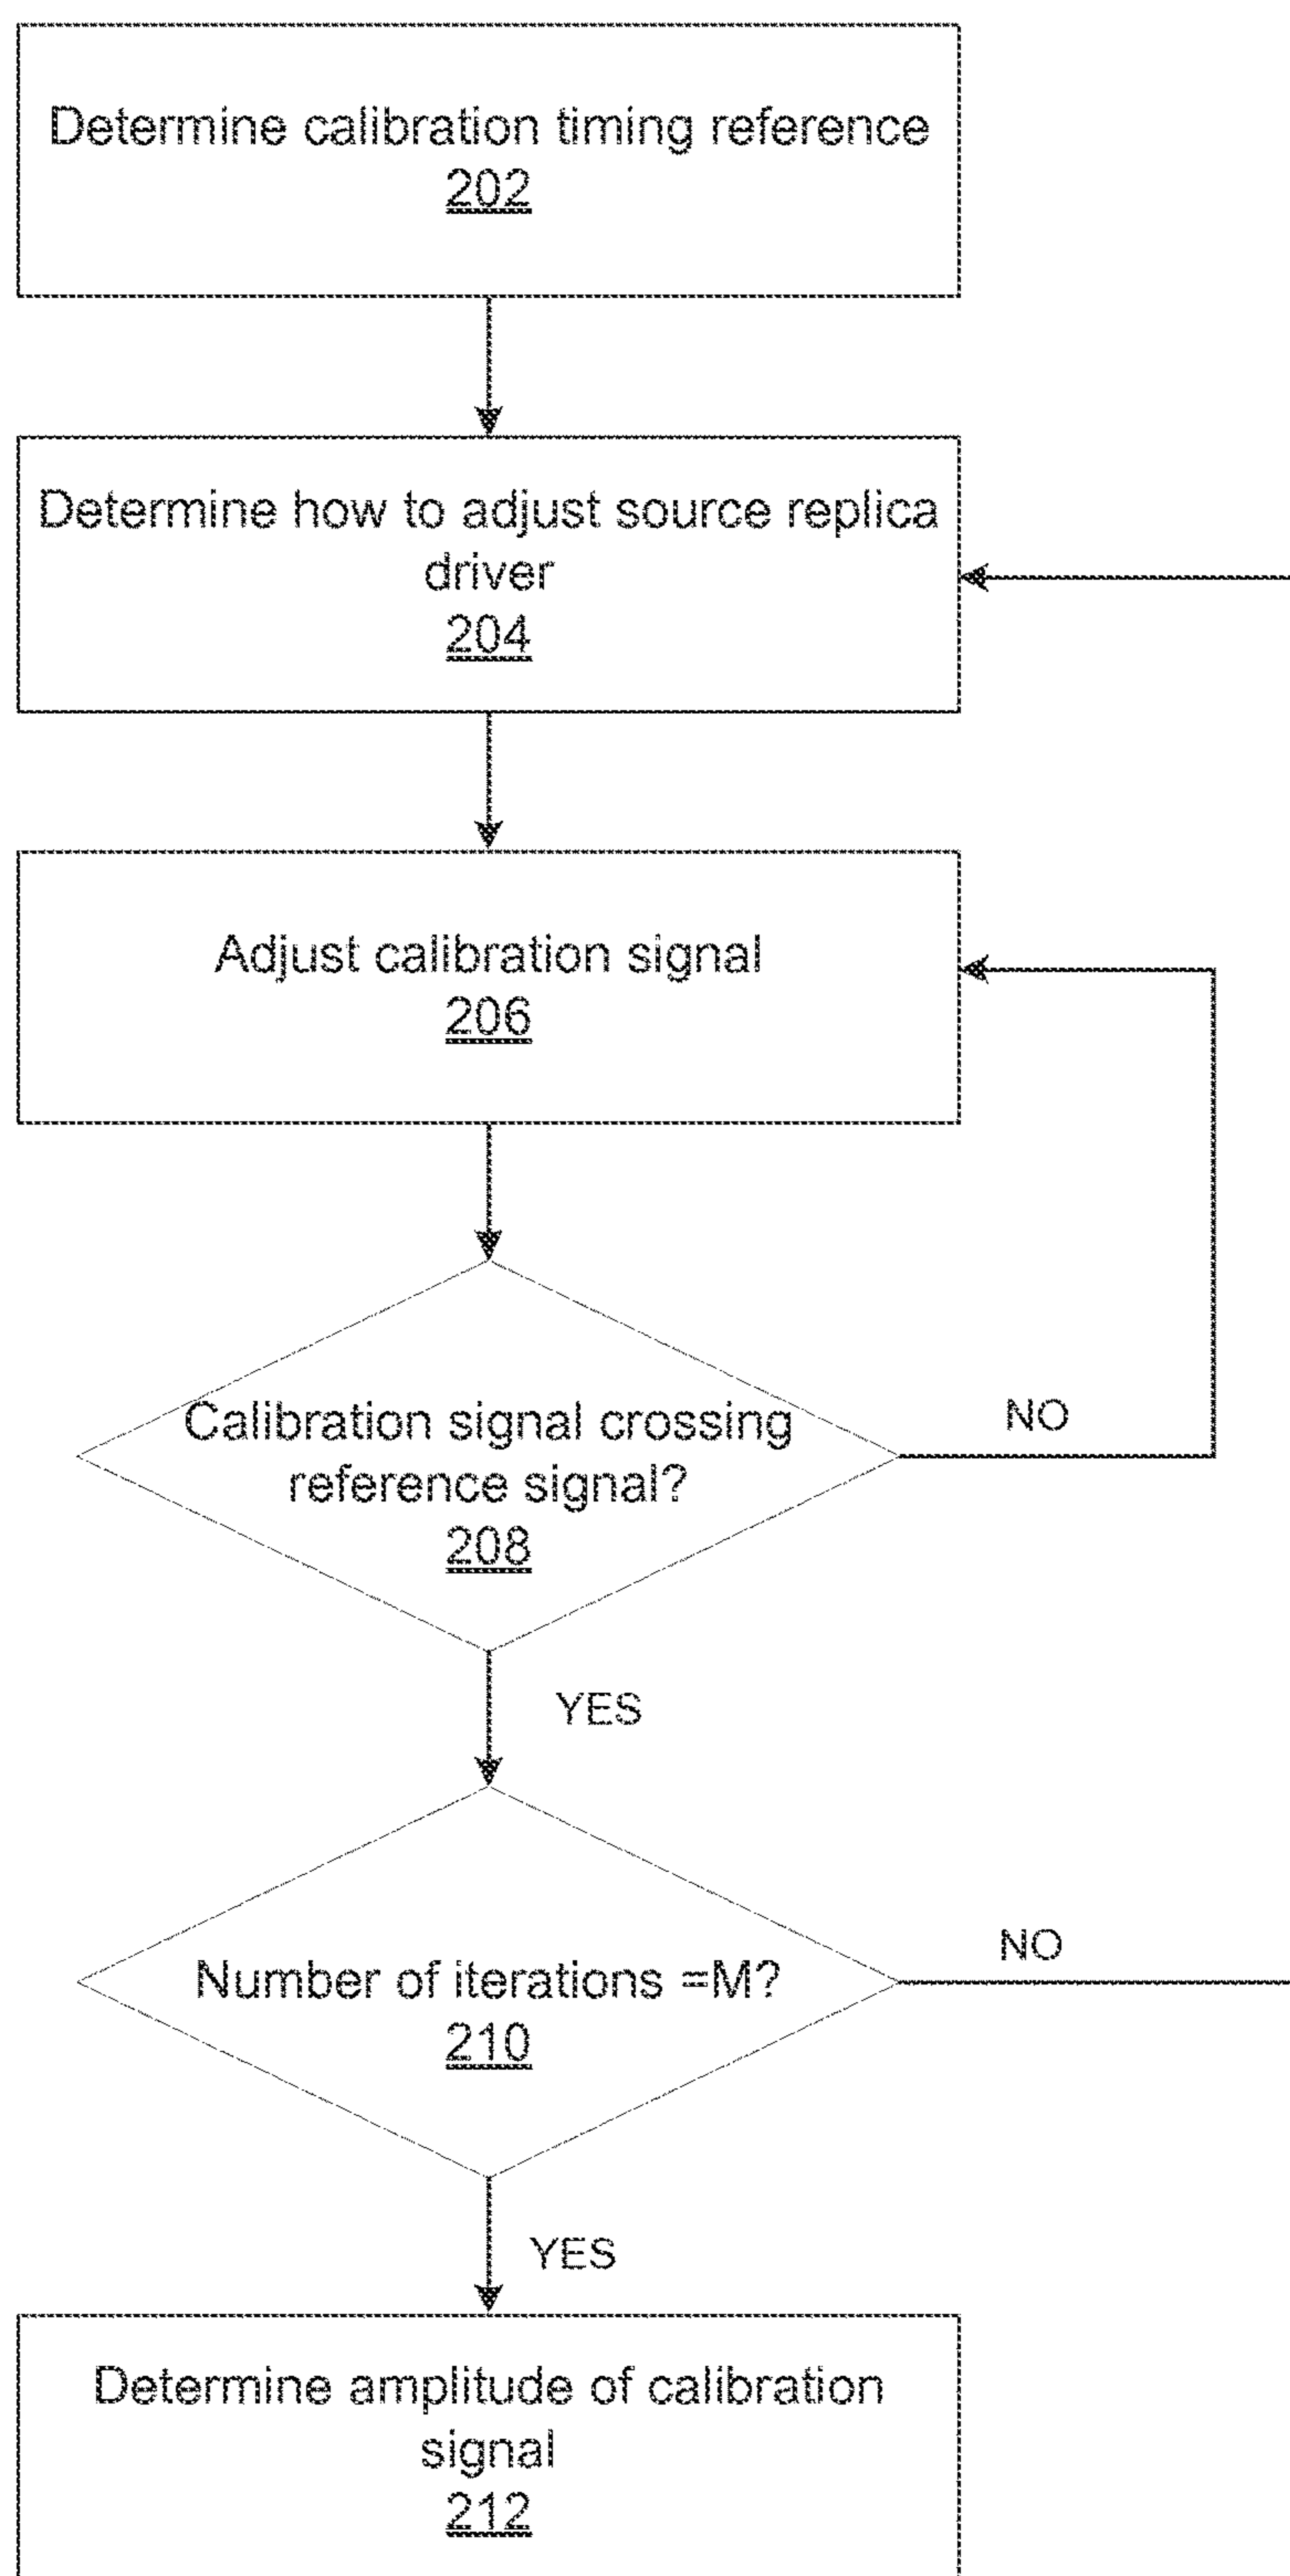 Determine calibration timing reference
202
Determine how to adjust source replica
driver
204
Adjust calibration signal
206
Calibration signal crossing
reference signal?
208
NO
YES
Number of iterations =M?
210
NO
YES
Determine amplitude of calibration
signal
212